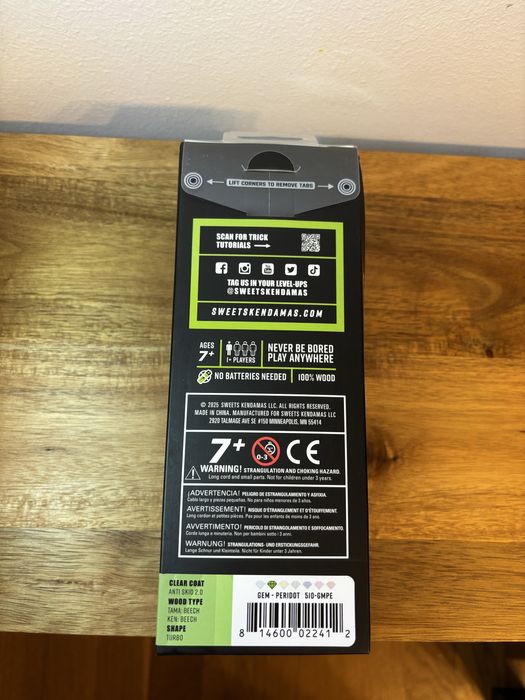 LIFT CORNERS TO REMOVE TABS
SCAN FOR TRICK
TUTORIALS
TAG US IN YOUR LEVEL-UPS
@SWEETSKENDAMAS
SWEETSKENDAMAS.COM
AGES
7+
1+ PLAYERS
NEVER BE BORED
PLAY ANYWHERE
NO BATTERIES NEEDED
100% WOOD
© 2025 SWEETS KENDAMAS LLC. ALL RIGHTS RESERVED.
MADE IN CHINA. MANUFACTURED FOR SWEETS KENDAMAS LLC
2920 TALMAGE AVE SE #150 MINNEAPOLIS, MN 55414
7+
0-3
CE
WARNING! STRANGULATION AND CHOKING HAZARD.
Long cord and small parts. Not for children under 3 years.
¡ADVERTENCIA! PELIGRO DE ESTRANGULAMIENTO Y ASFIXIA.
Cable largo y piezas pequeñas. No para niños menores de 3 años.
AVERTISSEMENT! RISQUE D'ÉTRANGLEMENT ET D'ÉTOUFFEMENT.
Long cordon et petites pièces. Pas pour les enfants de moins de 3 ans.
AVVERTIMENTO! PERICOLO DI STRANGOLAMENTO E SOFFOCAMENTO.
Corda lunga e minuteria. Non per bambini sotto i 3 anni.
WARNUNG! STRANGULATIONS- UND ERSTICKUNGSGEFAHR.
Lange Schnur und Kleinteile. Nicht für Kinder unter 3 Jahren.
CLEAR COAT
ANTI SKID 2.0
WOOD TYPE
TAMA: BEECH
KEN: BEECH
SHAPE
TURBO
GEM - PERIDOT 510-GMPE
8 14600 02241 2